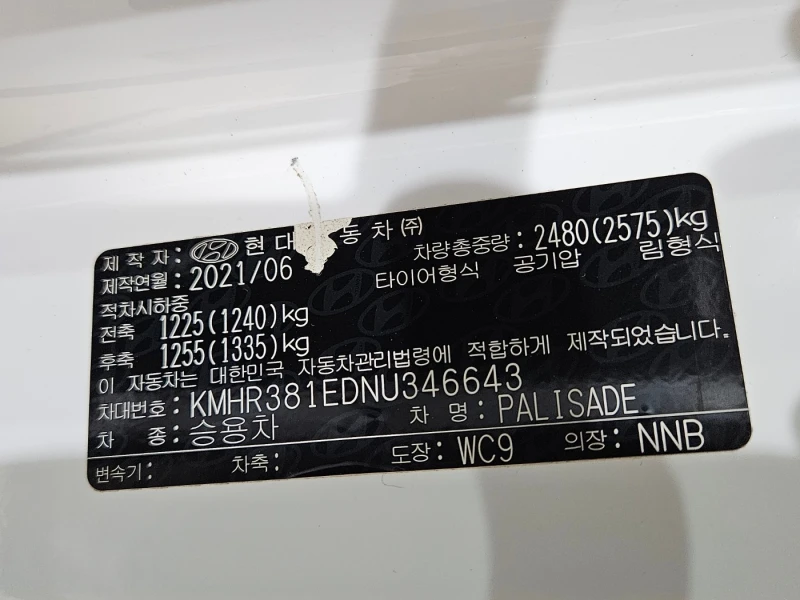 제작자: 현대 동차(주)
차량총중량: 2480(2575)kg
제작연월: 2021/06
타이어형식 공기압 림형식
적차시하중
전축 1225(1240)kg
후축 1255(1335)kg
이 자동차는 대한민국 자동차관리법령에 적합하게 제작되었습니다.
차대번호: KMHR381EDNU346643
차 종: 승용차 차 명: PALISADE
변속기: 차축: 도장: WC9 의장: NNB